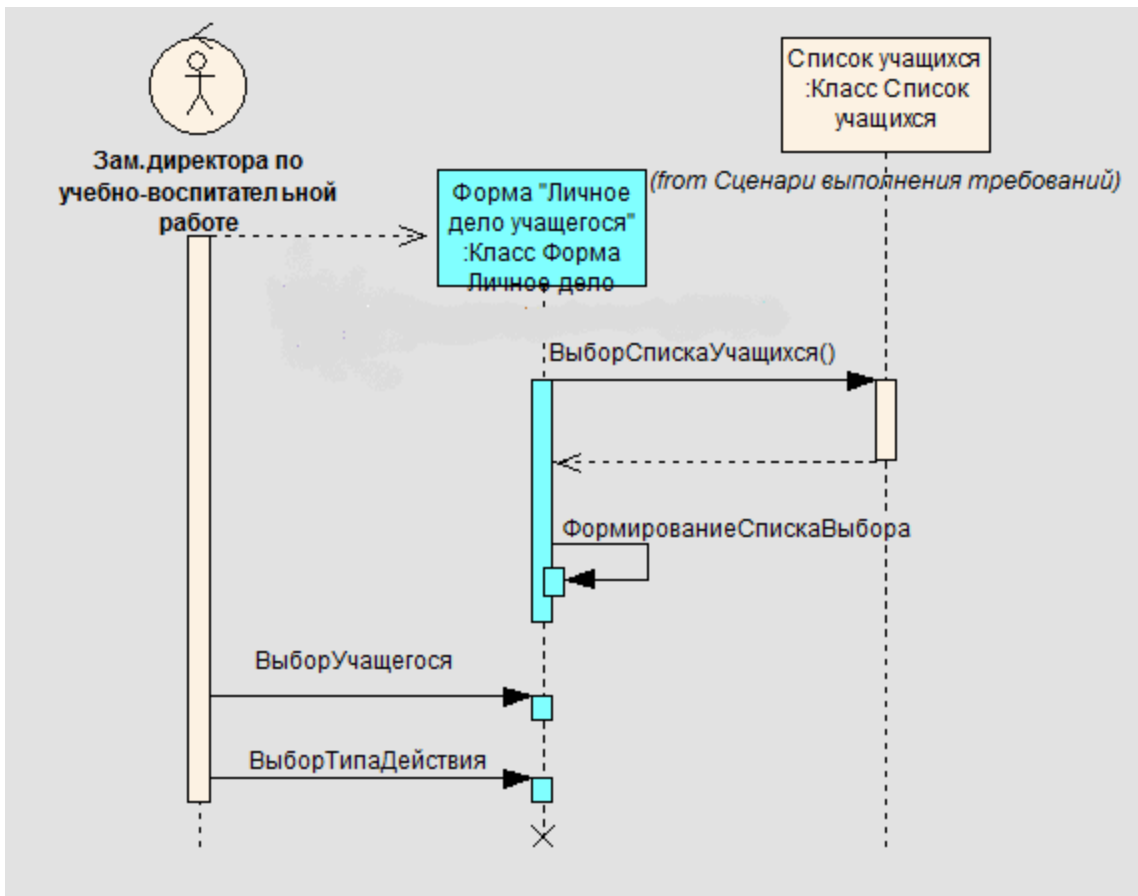 Список учащихся
:Класс Список
учащихся
Зам.директора по
учебно-воспитательной
работе
(from Сценари выполнения требований)
Форма "Личное
дело учащегося"
:Класс Форма
Личное дело
ВыборСпискаУчащихся()
ФормированиеСпискаВыбора
ВыборУчащегося
ВыборТипаДействия